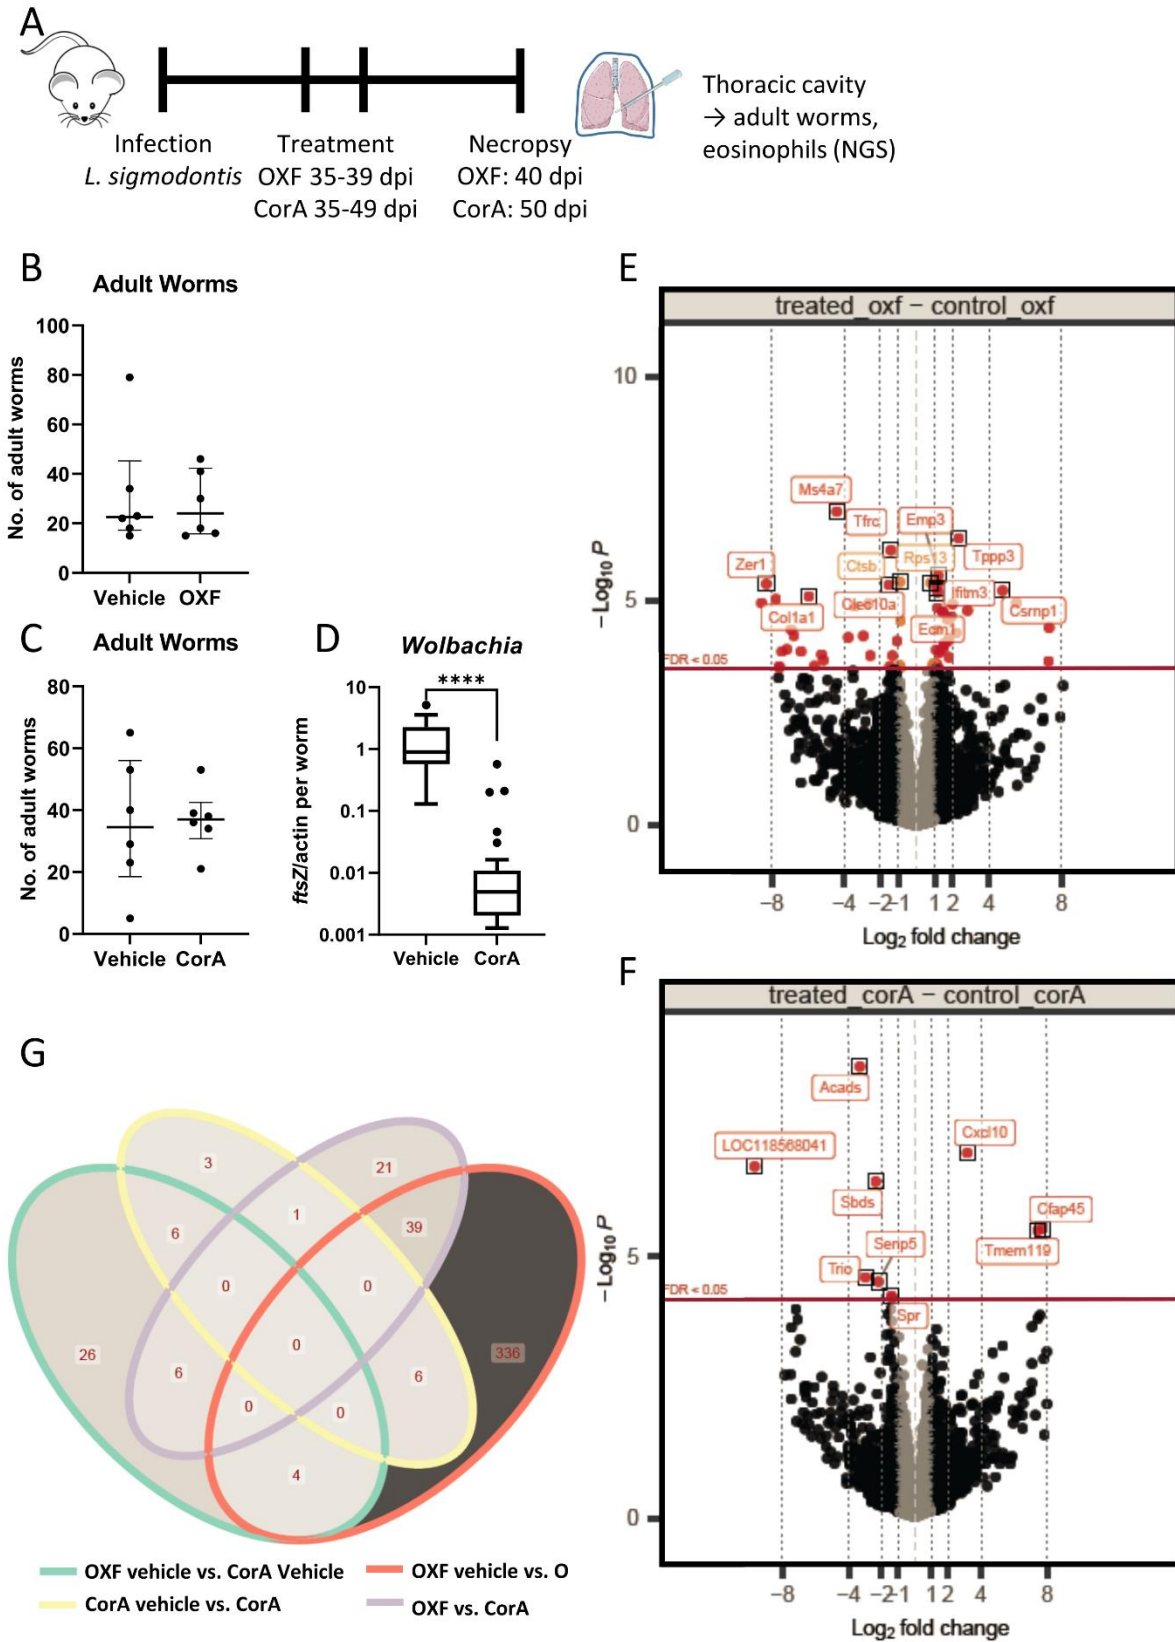 A
Infection
L. sigmodontis
Treatment
OXF 35-39 dpi
CorA 35-49 dpi
Necropsy
OXF: 40 dpi
CorA: 50 dpi
Thoracic cavity
→ adult worms,
eosinophils (NGS)
B
Adult Worms
No. of adult worms
100
80
60
40
20
0
Vehicle OXF
C
Adult Worms
No. of adult worms
80
60
40
20
0
Vehicle CorA
D
Wolbachia
****
ftsZ/actin per worm
10
1
0.1
0.01
0.001
Vehicle CorA
E
treated_oxf − control_oxf
−Log10 P
10
5
0
Ms4a7
Tfrc
Emp3
Zer1
Ctsb
Rps13
Tppp3
Col1a1
Clec10a
Ifitm3
Csrnp1
Ecm1
FDR < 0.05
−8 −4 −2 −1 1 2 4 8
Log2 fold change
F
treated_corA − control_corA
−Log10 P
5
0
Acads
LOC118568041
Cxcl10
Sbds
Cfap45
Senp5
Tmem119
Trio
FDR < 0.05
Spr
−8 −4 −2 −1 1 2 4 8
Log2 fold change
G
3
21
6
1
39
0
0
26
0
336
6
6
0
0
4
OXF vehicle vs. CorA Vehicle
OXF vehicle vs. O
CorA vehicle vs. CorA
OXF vs. CorA